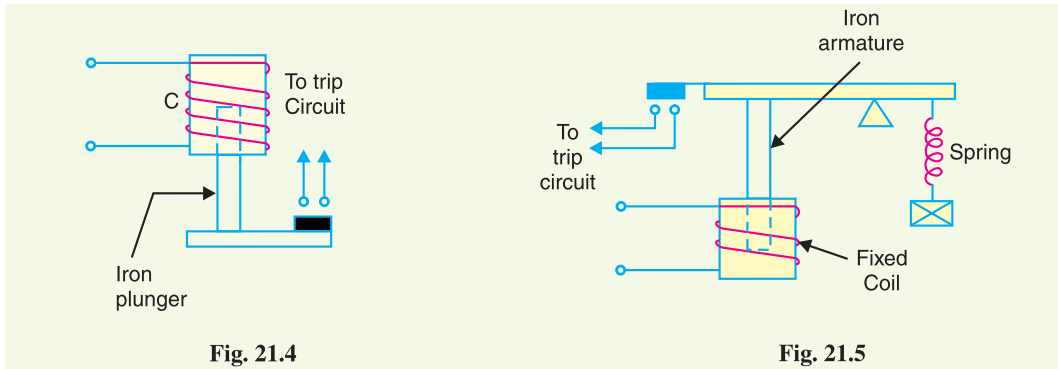 C
To trip
Circuit
Iron
plunger
Fig. 21.4
Iron
armature
To
trip
circuit
Spring
Fixed
Coil
Fig. 21.5